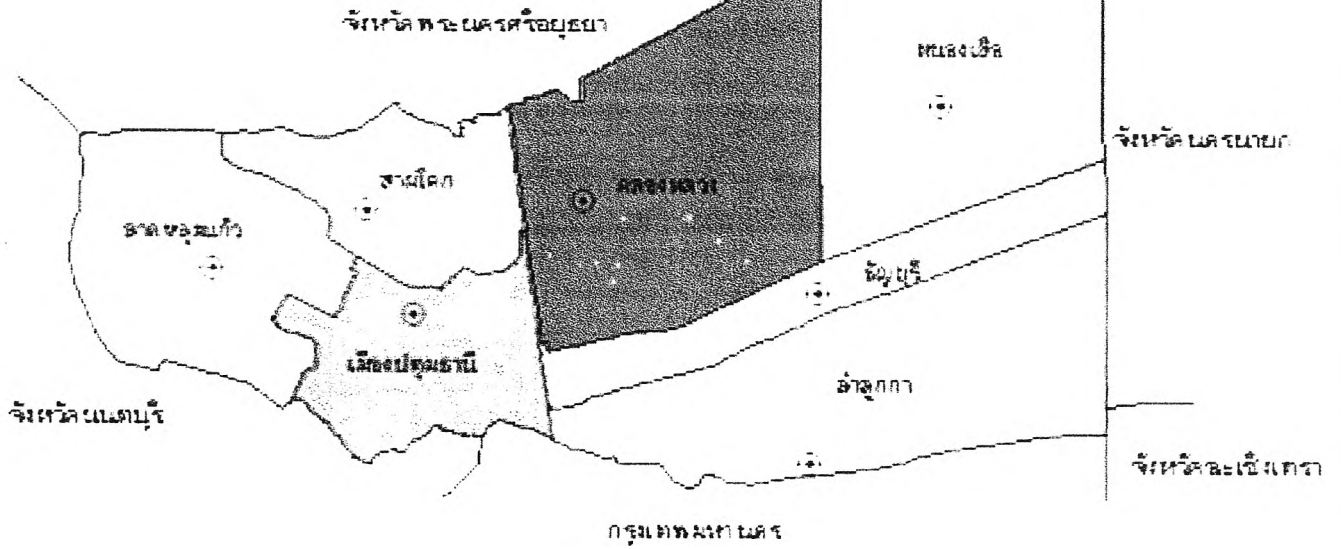 จังหวัดพระนครศรีอยุธยา
หนองเสือ
จังหวัดนครนายก
สามโคก
คลองหลวง
ลาดหลุมแก้ว
ธัญบุรี
เมืองปทุมธานี
ลำลูกกา
จังหวัดนนทบุรี
จังหวัดฉะเชิงเทรา
กรุงเทพมหานคร